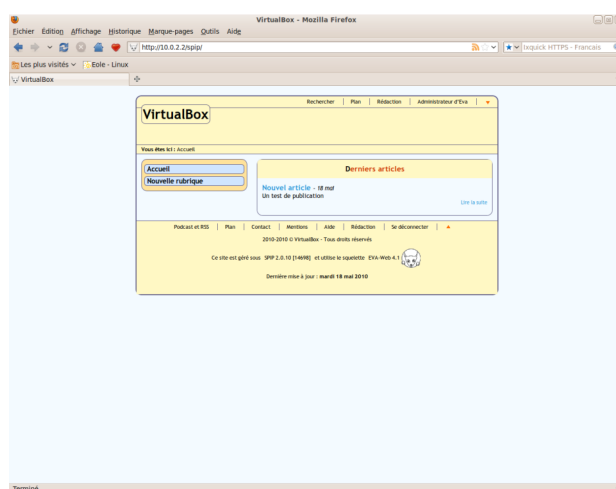 VirtualBox - Mozilla Firefox
Fichier Édition Affichage Historique Marque-pages Outils Aide
http://10.0.2.2/spip/
Ixquick HTTPS - Francais
Les plus visités Eole - Linux
VirtualBox
Rechercher | Plan | Rédaction | Administrateur d'Eva |
VirtualBox
Vous êtes ici : Accueil
Accueil
Nouvelle rubrique
Derniers articles
Nouvel article - 18 mai
Un test de publication
Lire la suite
Podcast et RSS | Plan | Contact | Mentions | Aide | Rédaction | Se déconnecter |
2010-2010 © VirtualBox - Tous droits réservés
Ce site est géré sous SPIP 2.0.10 [14698] et utilise le squelette EVA-Web 4.1
Dernière mise à jour : mardi 18 mai 2010
Terminé